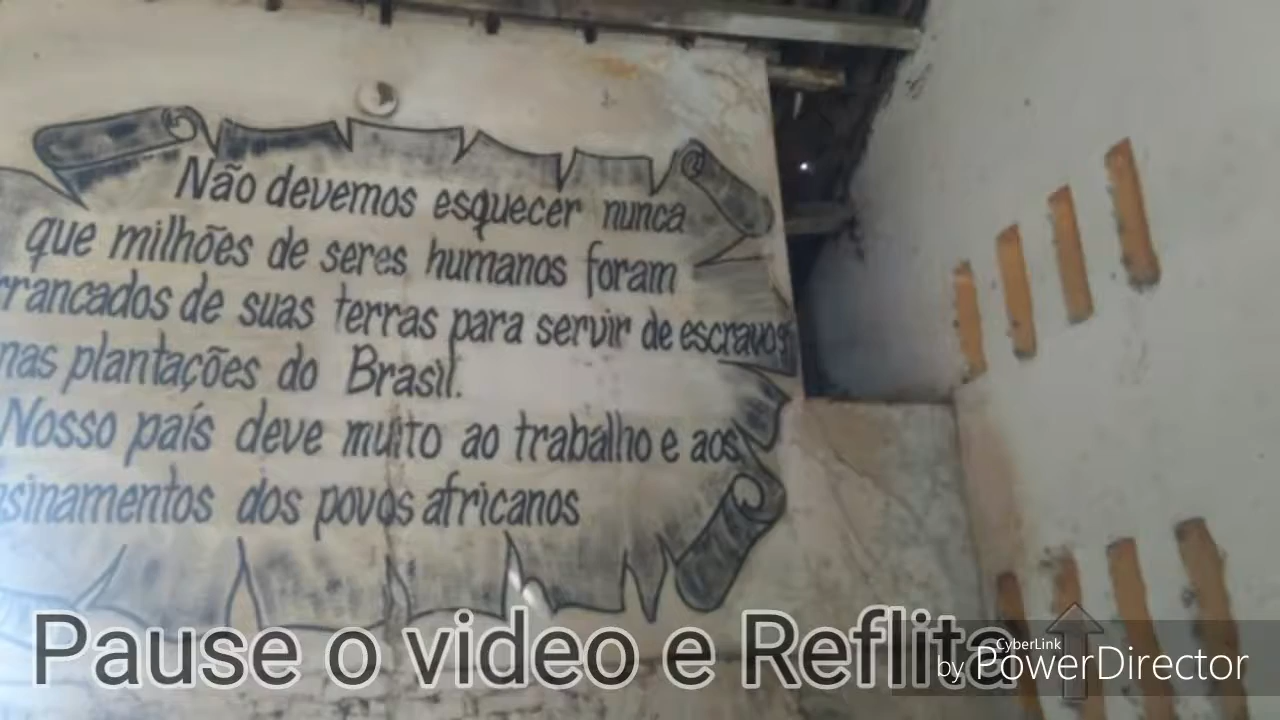 Não devemos esquecer nunca
que milhões de seres humanos foram
rrancados de suas terras para servir de escravos
nas plantações do Brasil.
Nosso país deve muito ao trabalho e aos
nsinamentos dos povos africanos
Pause o video e Reflita
CyberLink
by PowerDirector